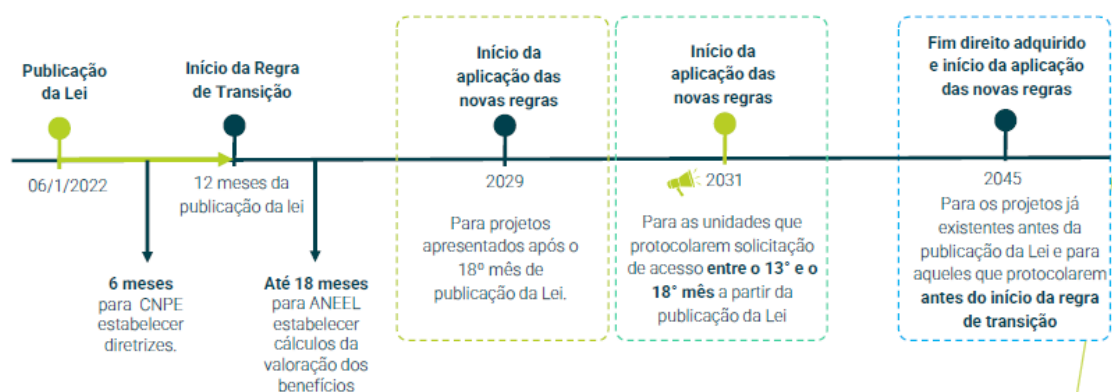 Publicação
da Lei
06/1/2022
6 meses
para CNPE
estabelecer
diretrizes.
Início da Regra
de Transição
12 meses da
publicação da lei
Até 18 meses
para ANEEL
estabelecer
cálculos da
valoração dos
benefícios
Início da
aplicação das
novas regras
2029
Para projetos
apresentados após o
18º mês de
publicação da Lei.
Início da
aplicação das
novas regras
2031
Para as unidades que
protocolarem solicitação
de acesso entre o 13° e o
18° mês a partir da
publicação da Lei
Fim direito adquirido
e início da aplicação
das novas regras
2045
Para os projetos já
existentes antes da
publicação da Lei e para
aqueles que protocolarem
antes do início da regra
de transição